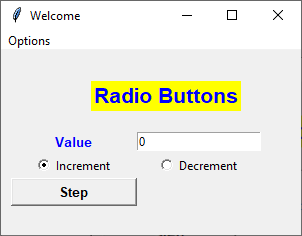 Welcome
Options
Radio Buttons
Value 0
Increment Decrement
Step